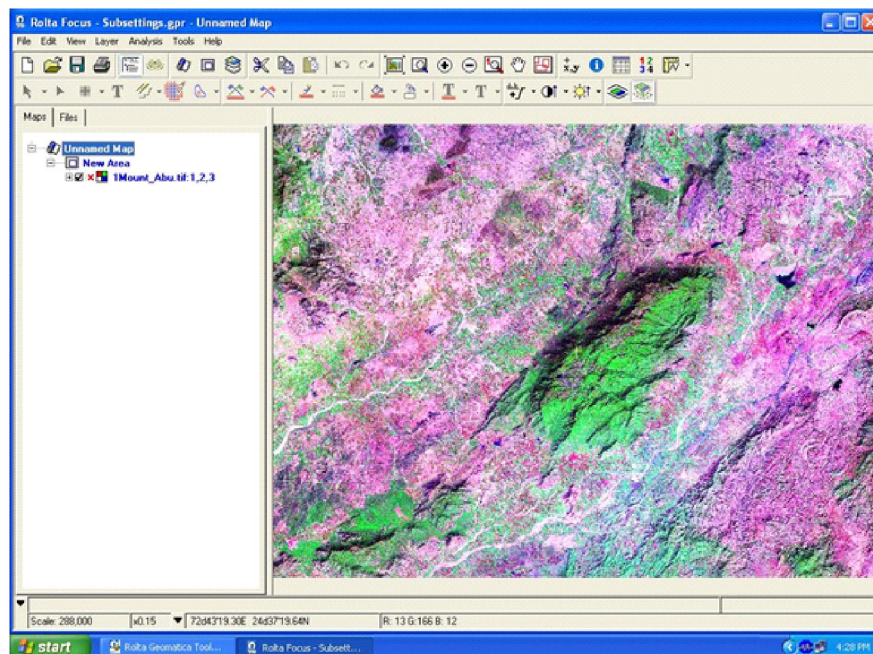 Rolta Focus - Subsettings.gpr - Unnamed Map
File Edit View Layer Analysis Tools Help
Maps Files
Unnamed Map
New Area
1Mount_Abu.tif:1,2,3
Scale: 288,000 x0.15 72d43'19.30E 24d37'19.64N R: 13 G:166 B: 12
start Rolta Geomatica Tool... Rolta Focus - Subsett... 4:28 PM